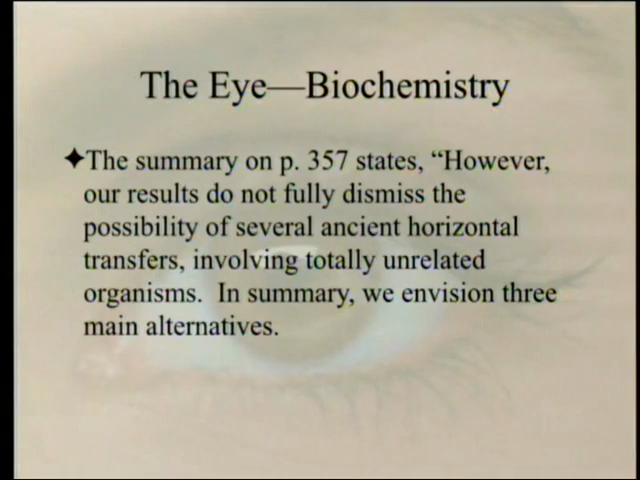 The Eye—Biochemistry
✦The summary on p. 357 states, “However,
our results do not fully dismiss the
possibility of several ancient horizontal
transfers, involving totally unrelated
organisms.  In summary, we envision three
main alternatives.